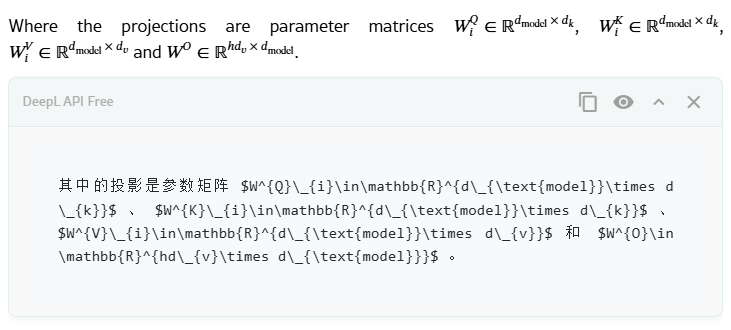 Where the projections are parameter matrices $W_i^Q \in \mathbb{R}^{d_{\text{model}} \times d_k}$, $W_i^K \in \mathbb{R}^{d_{\text{model}} \times d_k}$,
$W_i^V \in \mathbb{R}^{d_{\text{model}} \times d_v}$ and $W^O \in \mathbb{R}^{hd_v \times d_{\text{model}}}$.
DeepL API Free
其中的投影是参数矩阵 $W^{Q}\_{i}\in\mathbb{R}^{d\_{\text{model}}\times d
\_{k}}$ 、 $W^{K}\_{i}\in\mathbb{R}^{d\_{\text{model}}\times d\_{k}}$ 、
$W^{V}\_{i}\in\mathbb{R}^{d\_{\text{model}}\times d\_{v}}$ 和 $W^{O}\in
\mathbb{R}^{hd\_{v}\times d\_{\text{model}}}$ 。